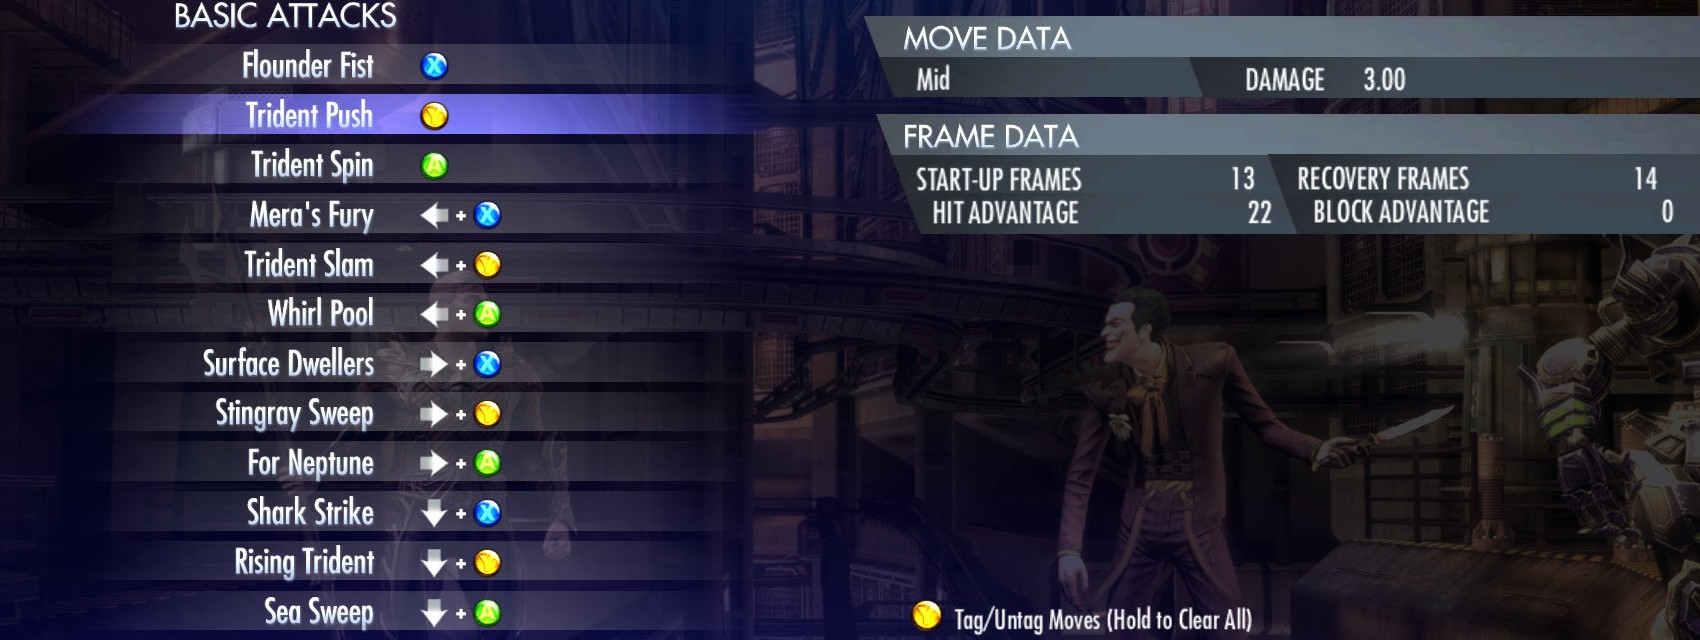 BASIC ATTACKS
Flounder Fist X
Trident Push Y
Trident Spin A
Mera's Fury + X
Trident Slam + Y
Whirl Pool + A
Surface Dwellers + X
Stingray Sweep + Y
For Neptune + A
Shark Strike + X
Rising Trident + Y
Sea Sweep + A
MOVE DATA
Mid DAMAGE 3.00
FRAME DATA
START-UP FRAMES 13 RECOVERY FRAMES 14
HIT ADVANTAGE 22 BLOCK ADVANTAGE 0
Y Tag/Untag Moves (Hold to Clear All)